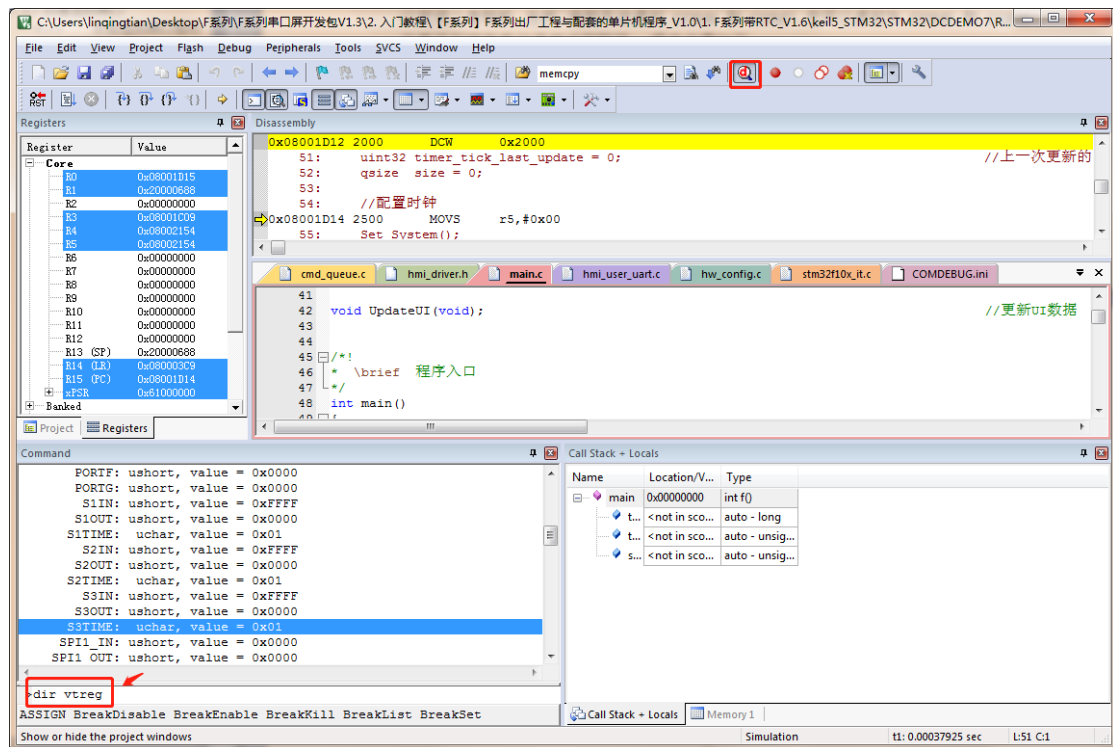 C:\Users\linqingtian\Desktop\F系列\F系列串口屏开发包V1.3\2. 入门教程\【F系列】F系列出厂工程与配套的单片机程序_V1.0\1. F系列带RTC_V1.6\keil5_STM32\STM32\DCDEMO7\R...
File Edit View Project Flash Debug Peripherals Tools SVCS Window Help
memcpy
RST
Registers
Register Value
Core
R0 0x08001D15
R1 0x20000688
R2 0x00000000
R3 0x08001C09
R4 0x08002154
R5 0x08002154
R6 0x00000000
R7 0x00000000
R8 0x00000000
R9 0x00000000
R10 0x00000000
R11 0x00000000
R12 0x00000000
R13 (SP) 0x20000688
R14 (LR) 0x080003C9
R15 (PC) 0x08001D14
xPSR 0x61000000
Banked
Project Registers
Disassembly
0x08001D12 2000 DCW 0x2000
51: uint32 timer_tick_last_update = 0; //上一次更新的
52: qsize size = 0;
53:
54: //配置时钟
0x08001D14 2500 MOVS r5,#0x00
55: Set_System();
cmd_queue.c hmi_driver.h main.c hmi_user_uart.c hw_config.c stm32f10x_it.c COMDEBUG.ini
41
42 void UpdateUI(void); //更新UI数据
43
44
45 /*!
46 * \brief 程序入口
47 */
48 int main()
49 {
Command
PORTF: ushort, value = 0x0000
PORTG: ushort, value = 0x0000
S1IN: ushort, value = 0xFFFF
S1OUT: ushort, value = 0x0000
S1TIME: uchar, value = 0x01
S2IN: ushort, value = 0xFFFF
S2OUT: ushort, value = 0x0000
S2TIME: uchar, value = 0x01
S3IN: ushort, value = 0xFFFF
S3OUT: ushort, value = 0x0000
S3TIME: uchar, value = 0x01
SPI1_IN: ushort, value = 0x0000
SPI1_OUT: ushort, value = 0x0000
>dir vtreg
ASSIGN BreakDisable BreakEnable BreakKill BreakList BreakSet
Call Stack + Locals
Name Location/V... Type
main 0x00000000 int f()
t... <not in sco... auto - long
t... <not in sco... auto - unsig...
s... <not in sco... auto - unsig...
Call Stack + Locals Memory 1
Show or hide the project windows Simulation t1: 0.00037925 sec L:51 C:1